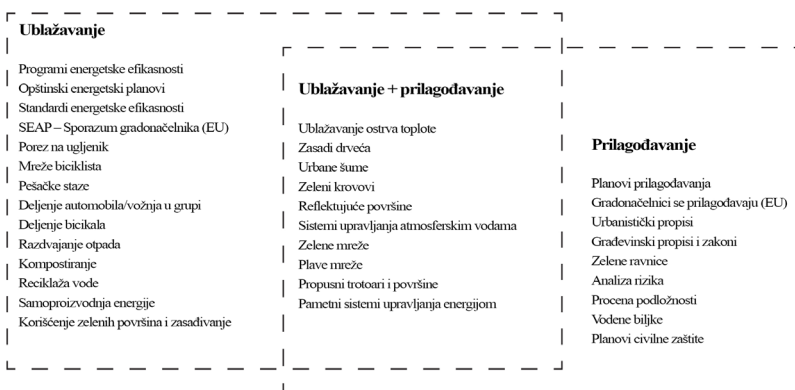 Ublažavanje
Programi energetske efikasnosti
Opštinski energetski planovi
Standardi energetske efikasnosti
SEAP – Sporazum gradonačelnika (EU)
Porez na ugljenik
Mreže biciklista
Pešačke staze
Deljenje automobila/vožnja u grupi
Deljenje bicikala
Razdvajanje otpada
Kompostiranje
Reciklaža vode
Samoproizvodnja energije
Korišćenje zelenih površina i zasađivanje
Ublažavanje + prilagođavanje
Ublažavanje ostrva toplote
Zasadi drveća
Urbane šume
Zeleni krovovi
Reflektujuće površine
Sistemi upravljanja atmosferskim vodama
Zelene mreže
Plave mreže
Propusni trotoari i površine
Pametni sistemi upravljanja energijom
Prilagođavanje
Planovi prilagođavanja
Gradonačelnici se prilagođavaju (EU)
Urbanistički propisi
Građevinski propisi i zakoni
Zelene ravnice
Analiza rizika
Procena podložnosti
Vodene biljke
Planovi civilne zaštite